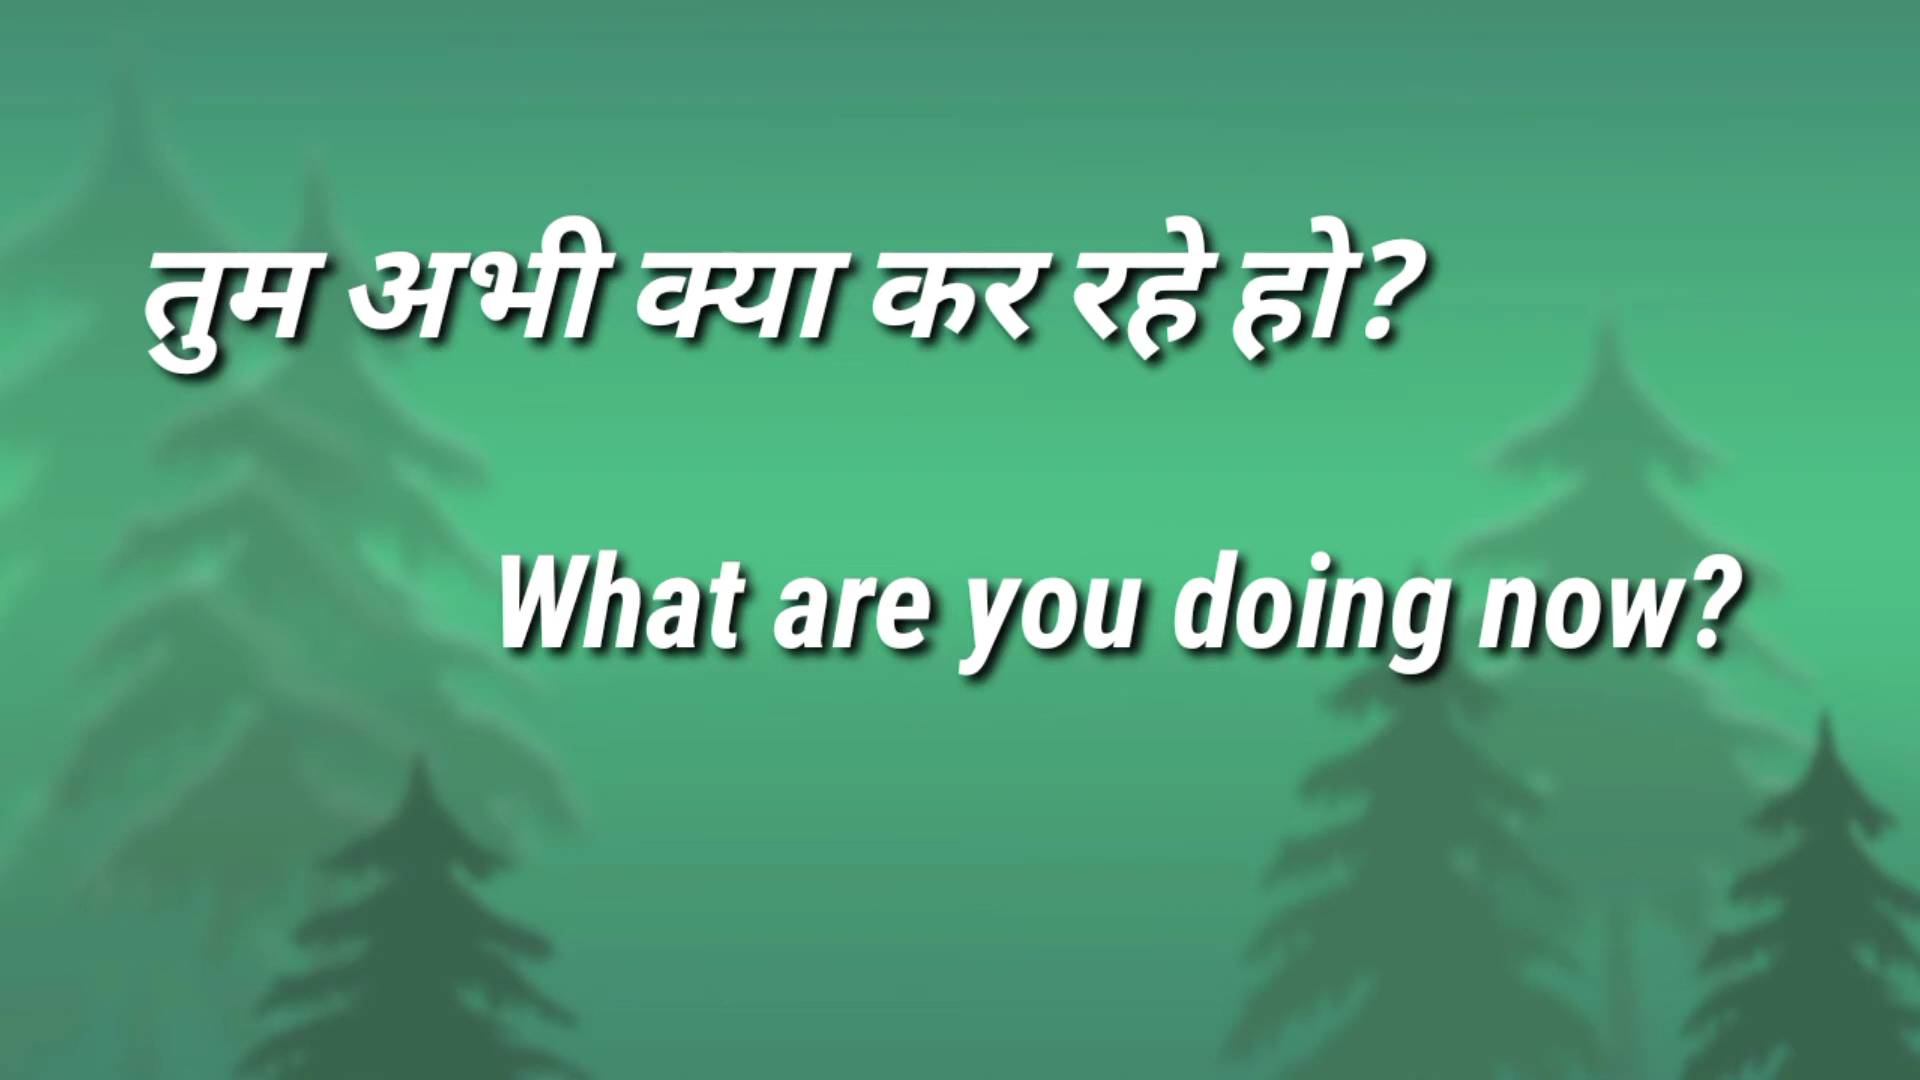 तुम अभी क्या कर रहे हो?
What are you doing now?